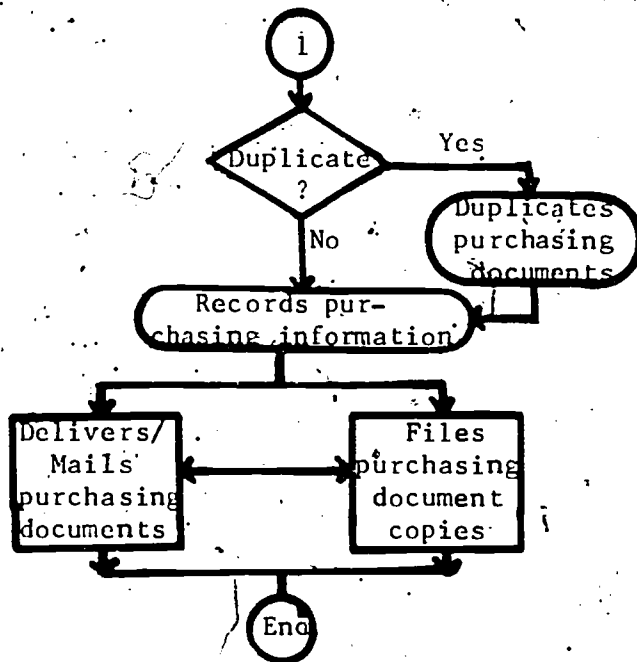 1
Duplicate
?
Yes
No
Duplicates
purchasing
documents
Records pur-
chasing information
Delivers/
Mails
purchasing
documents
Files
purchasing
document
copies
End